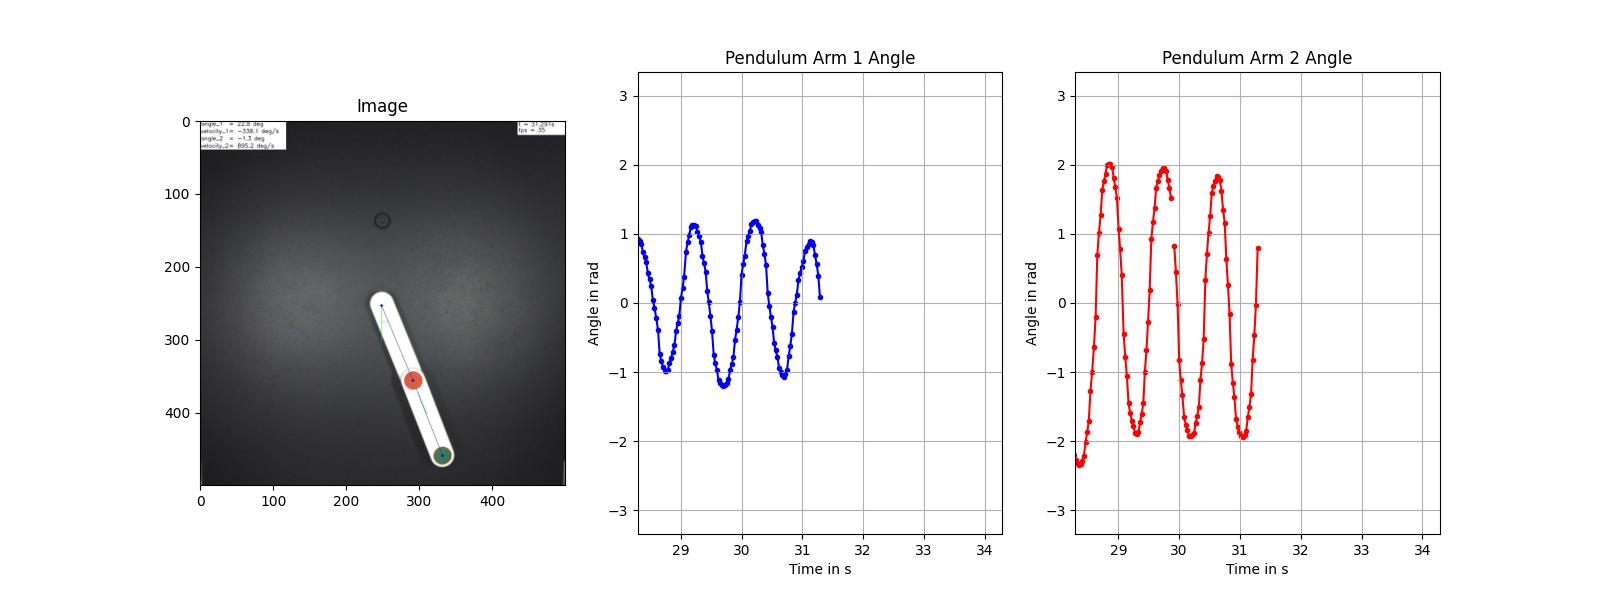 Image
angle_1 = 22.8 deg
velocity_1= -338.1 deg/s
angle_2 = -1.3 deg
velocity_2= 895.2 deg/s
t = 31.291s
fps = 35
0
100
200
300
400
0 100 200 300 400
Pendulum Arm 1 Angle
Angle in rad
3
2
1
0
−1
−2
−3
29 30 31 32 33 34
Time in s
Pendulum Arm 2 Angle
Angle in rad
3
2
1
0
−1
−2
−3
29 30 31 32 33 34
Time in s